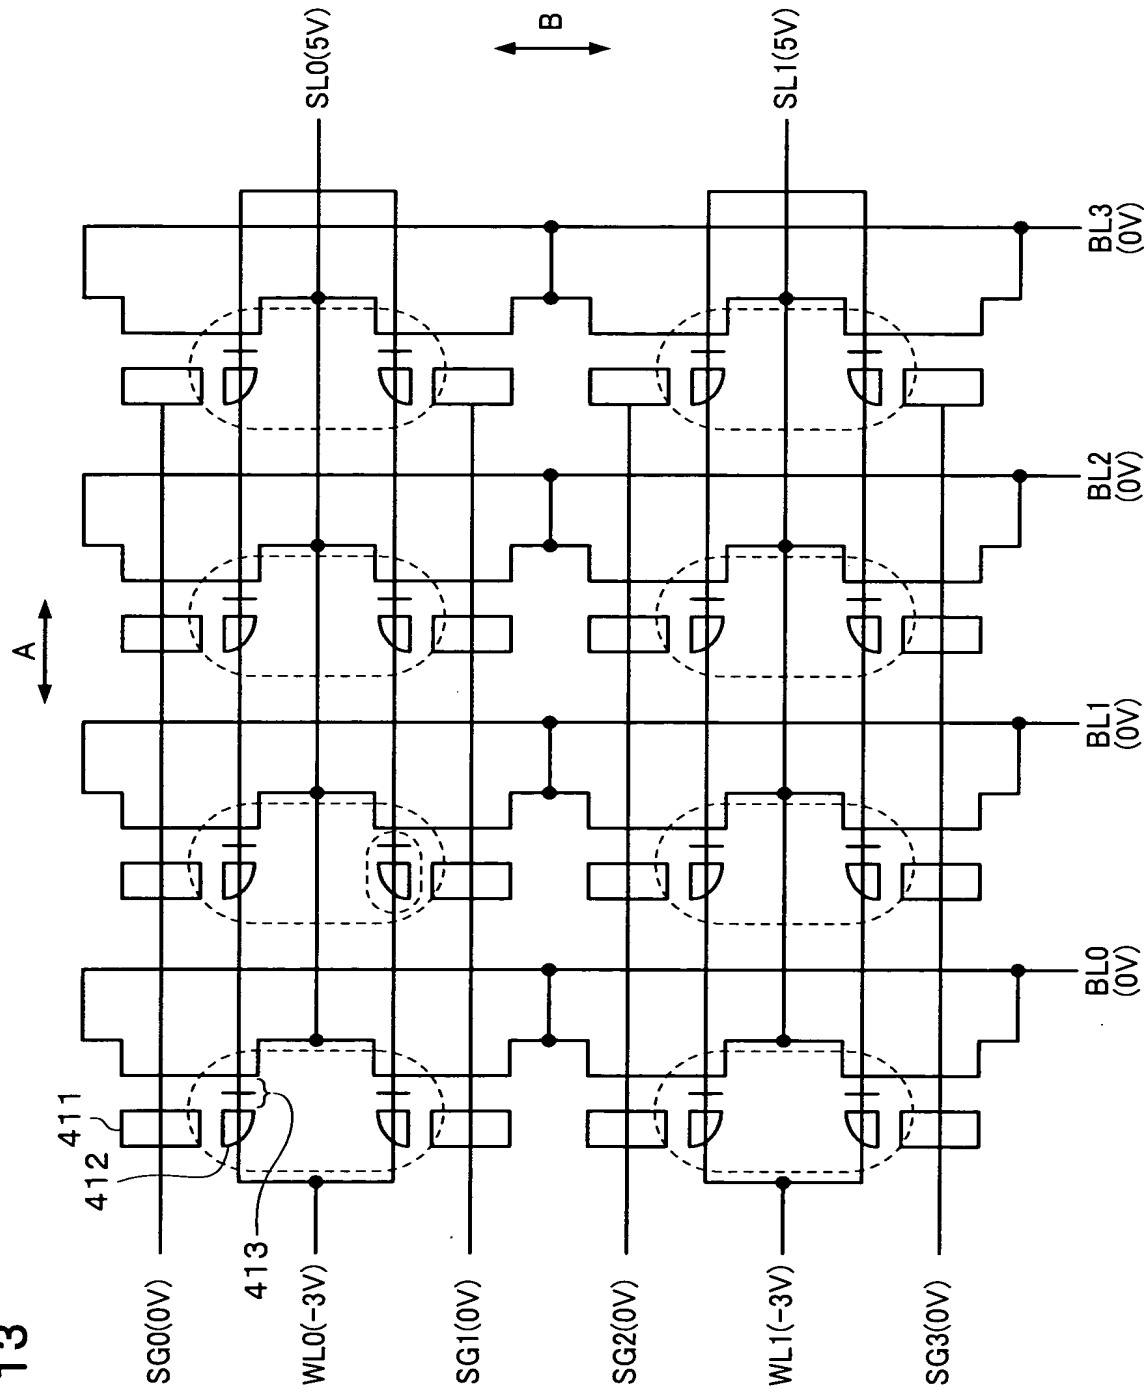 13
A
B
SL0(5V)
SL1(5V)
411
412
413
SG0(0V)
WL0(-3V)
SG1(0V)
SG2(0V)
WL1(-3V)
SG3(0V)
BL0
(0V)
BL1
(0V)
BL2
(0V)
BL3
(0V)